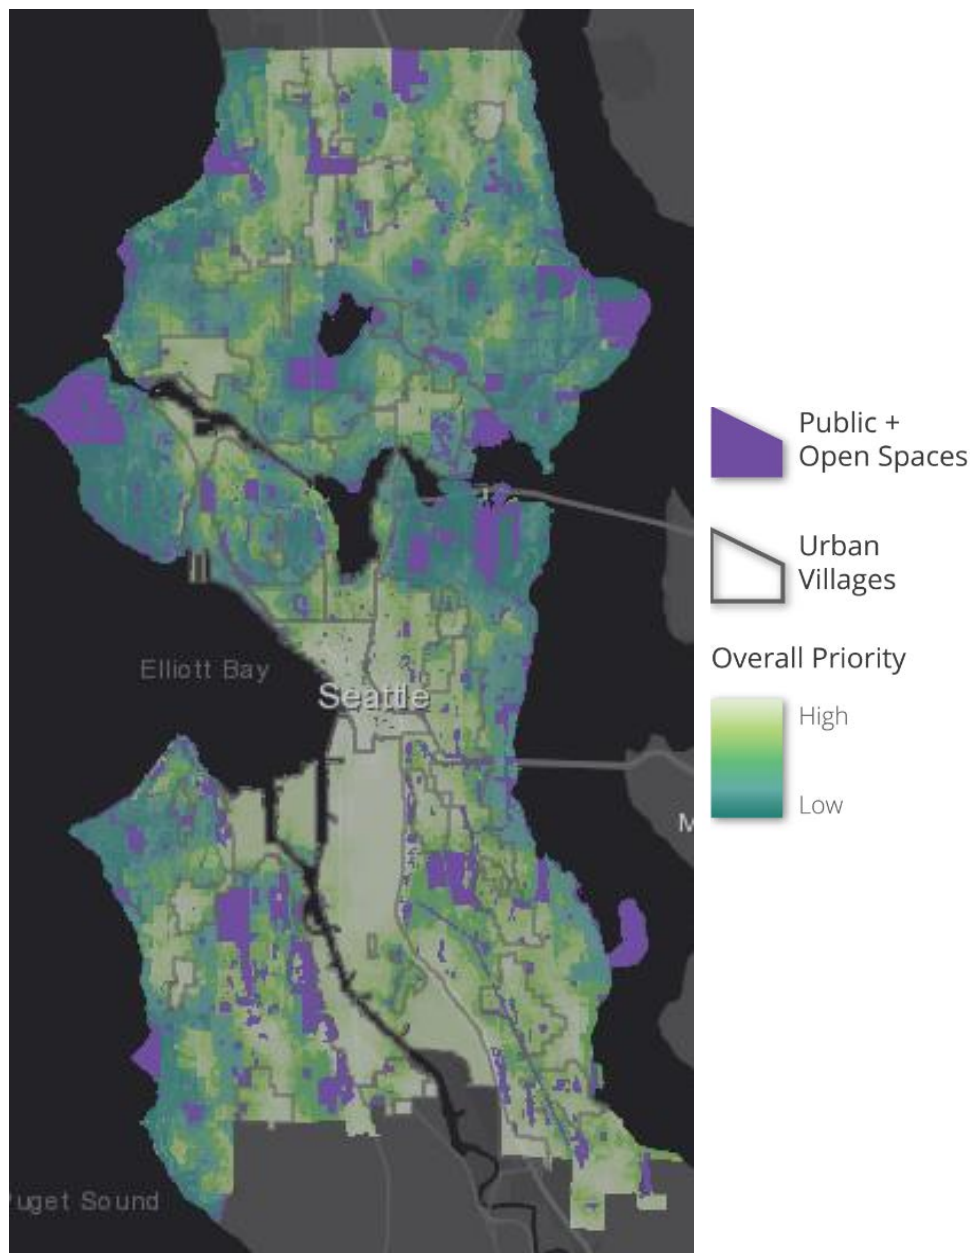 Public +
Open Spaces
Urban
Villages
Overall Priority
High
Low
Elliott Bay
Seattle
M
uget Sound